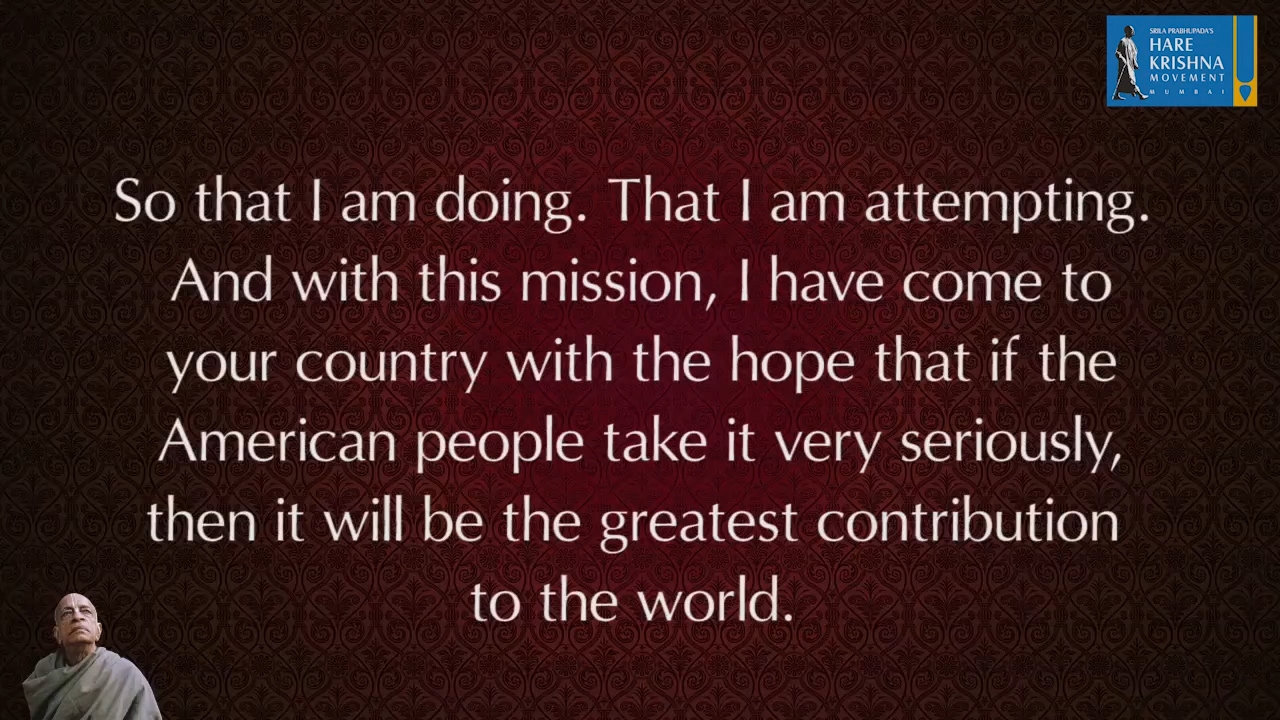 SRILA PRABHUPADA'S
HARE
KRISHNA
MOVEMENT
MUMBAI
So that I am doing. That I am attempting.
And with this mission, I have come to
your country with the hope that if the
American people take it very seriously,
then it will be the greatest contribution
to the world.